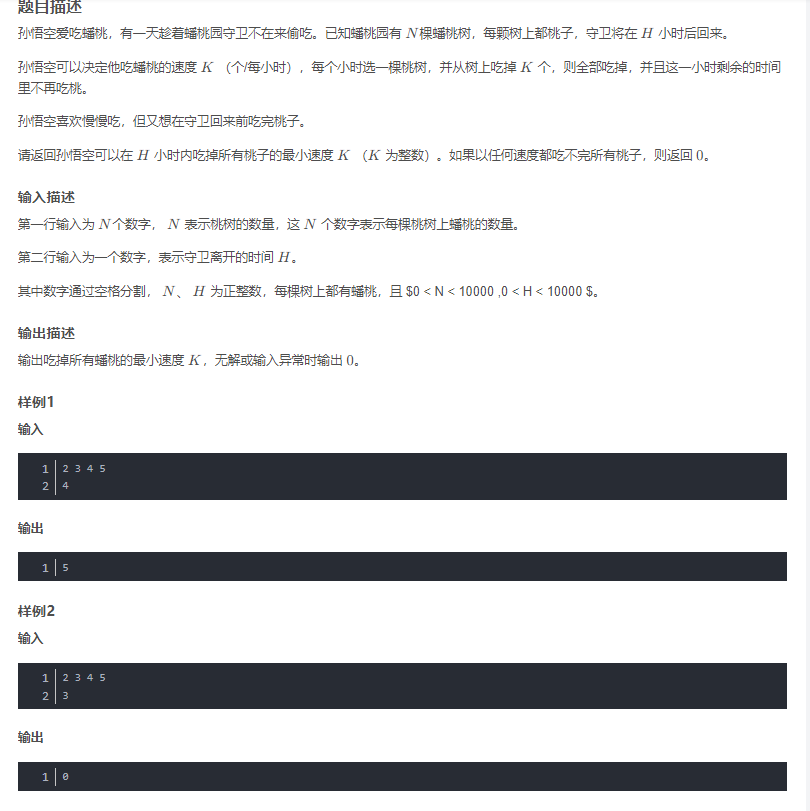 题目描述
孙悟空爱吃蟠桃，有一天趁着蟠桃园守卫不在来偷吃。已知蟠桃园有 N 棵蟠桃树，每颗树上都桃子，守卫将在 H 小时后回来。
孙悟空可以决定他吃蟠桃的速度 K （个/每小时），每个小时选一棵桃树，并从树上吃掉 K 个，则全部吃掉，并且这一小时剩余的时间
里不再吃桃。
孙悟空喜欢慢慢吃，但又想在守卫回来前吃完桃子。
请返回孙悟空可以在 H 小时内吃掉所有桃子的最小速度 K （K 为整数）。如果以任何速度都吃不完所有桃子，则返回 0。
输入描述
第一行输入为 N 个数字， N 表示桃树的数量，这 N 个数字表示每棵桃树上蟠桃的数量。
第二行输入为一个数字，表示守卫离开的时间 H。
其中数字通过空格分割， N 、 H 为正整数，每棵树上都有蟠桃，且 $0 < N < 10000 ,0 < H < 10000 $。
输出描述
输出吃掉所有蟠桃的最小速度 K ，无解或输入异常时输出 0。
样例1
输入
1 2 3 4 5
2 4
输出
1 5
样例2
输入
1 2 3 4 5
2 3
输出
1 0